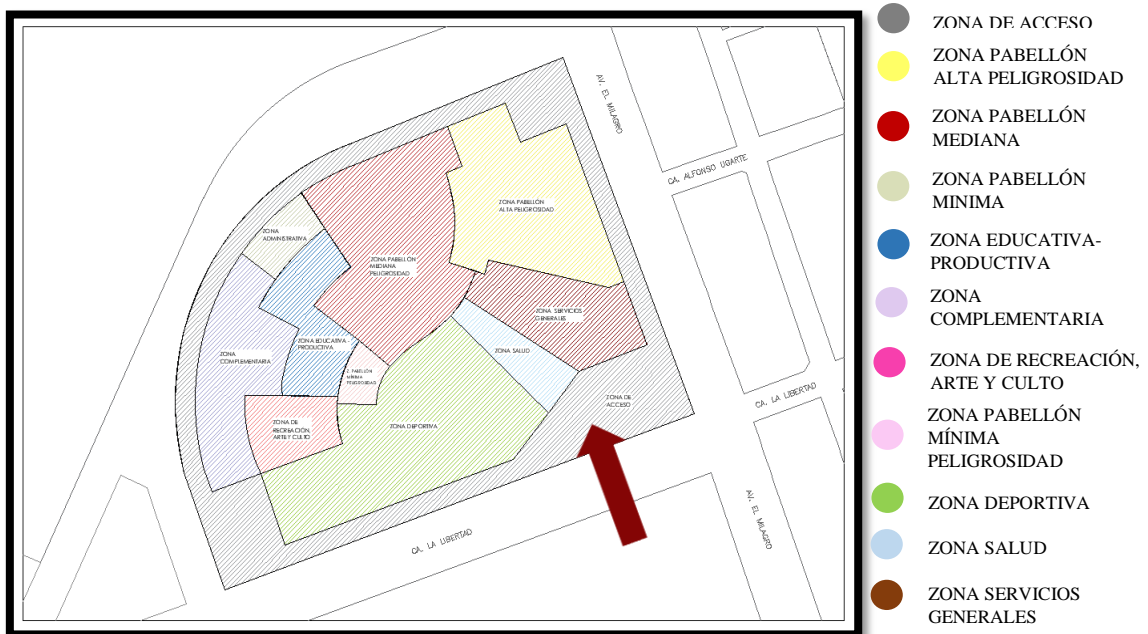 AV. EL MILAGRO
CA. ALFONSO UGARTE
ZONA PABELLÓN
ALTA PELIGROSIDAD
ZONA
ADMINISTRATIVA
ZONA PABELLÓN
MEDIANA
PELIGROSIDAD
ZONA SERVICIOS
GENERALES
ZONA EDUCATIVA -
PRODUCTIVA
ZONA SALUD
ZONA
COMPLEMENTARIA
Z. PABELLÓN
MÍNIMA
PELIGROSIDAD
ZONA DE
ACCESO
ZONA DE
RECREACIÓN,
ARTE Y CULTO
ZONA DEPORTIVA
CA. LA LIBERTAD
CA. LA LIBERTAD
AV. EL MILAGRO
ZONA DE ACCESO
ZONA PABELLÓN
ALTA PELIGROSIDAD
ZONA PABELLÓN
MEDIANA
ZONA PABELLÓN
MINIMA
ZONA EDUCATIVA-
PRODUCTIVA
ZONA
COMPLEMENTARIA
ZONA DE RECREACIÓN,
ARTE Y CULTO
ZONA PABELLÓN
MÍNIMA
PELIGROSIDAD
ZONA DEPORTIVA
ZONA SALUD
ZONA SERVICIOS
GENERALES